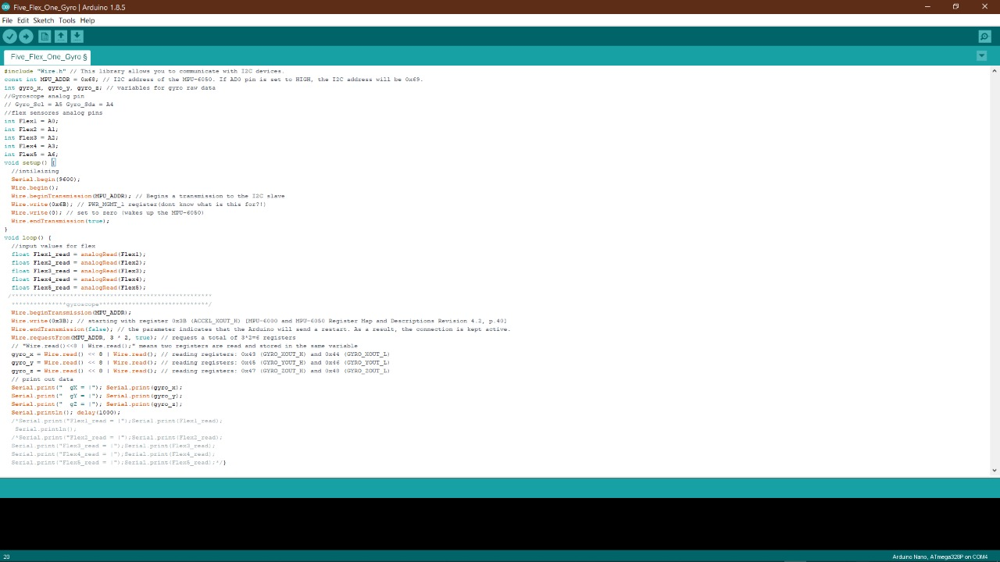 Five_Flex_One_Gyro | Arduino 1.8.5
File Edit Sketch Tools Help
Five_Flex_One_Gyro §
#include "Wire.h" // This library allows you to communicate with I2C devices.
const int MPU_ADDR = 0x68; // I2C address of the MPU-6050. If AD0 pin is set to HIGH, the I2C address will be 0x69.
int gyro_x, gyro_y, gyro_z; // variables for gyro raw data
//Gyroscope analog pin
// Gyro_Scl = A5 Gyro_Sda = A4
//flex sensores analog pins
int Flex1 = A0;
int Flex2 = A1;
int Flex3 = A2;
int Flex4 = A3;
int Flex5 = A6;
void setup() {
//intilaizing
Serial.begin(9600);
Wire.begin();
Wire.beginTransmission(MPU_ADDR); // Begins a transmission to the I2C slave
Wire.write(0x6B); // PWR_MGMT_1 register(dont know what is this for?!)
Wire.write(0); // set to zero (wakes up the MPU-6050)
Wire.endTransmission(true);
}
void loop() {
//input values for flex
float Flex1_read = analogRead(Flex1);
float Flex2_read = analogRead(Flex2);
float Flex3_read = analogRead(Flex3);
float Flex4_read = analogRead(Flex4);
float Flex5_read = analogRead(Flex5);
/*******************************************************
***************gyroscope******************************/
Wire.beginTransmission(MPU_ADDR);
Wire.write(0x3B); // starting with register 0x3B (ACCEL_XOUT_H) [MPU-6000 and MPU-6050 Register Map and Descriptions Revision 4.2, p.40]
Wire.endTransmission(false); // the parameter indicates that the Arduino will send a restart. As a result, the connection is kept active.
Wire.requestFrom(MPU_ADDR, 3 * 2, true); // request a total of 3*2=6 registers
// "Wire.read()<<8 | Wire.read();" means two registers are read and stored in the same variable
gyro_x = Wire.read() << 8 | Wire.read(); // reading registers: 0x43 (GYRO_XOUT_H) and 0x44 (GYRO_XOUT_L)
gyro_y = Wire.read() << 8 | Wire.read(); // reading registers: 0x45 (GYRO_YOUT_H) and 0x46 (GYRO_YOUT_L)
gyro_z = Wire.read() << 8 | Wire.read(); // reading registers: 0x47 (GYRO_ZOUT_H) and 0x48 (GYRO_ZOUT_L)
// print out data
Serial.print("  gX = |"); Serial.print(gyro_x);
Serial.print("  gY = |"); Serial.print(gyro_y);
Serial.print("  gZ = |"); Serial.print(gyro_z);
Serial.println(); delay(1000);
/*Serial.print("Flex1_read = |");Serial.print(Flex1_read);
Serial.println();
/*Serial.print("Flex2_read = |");Serial.print(Flex2_read);
Serial.print("Flex3_read = |");Serial.print(Flex3_read);
Serial.print("Flex4_read = |");Serial.print(Flex4_read);
Serial.print("Flex5_read = |");Serial.print(Flex5_read);*/}
20
Arduino Nano, ATmega328P on COM4